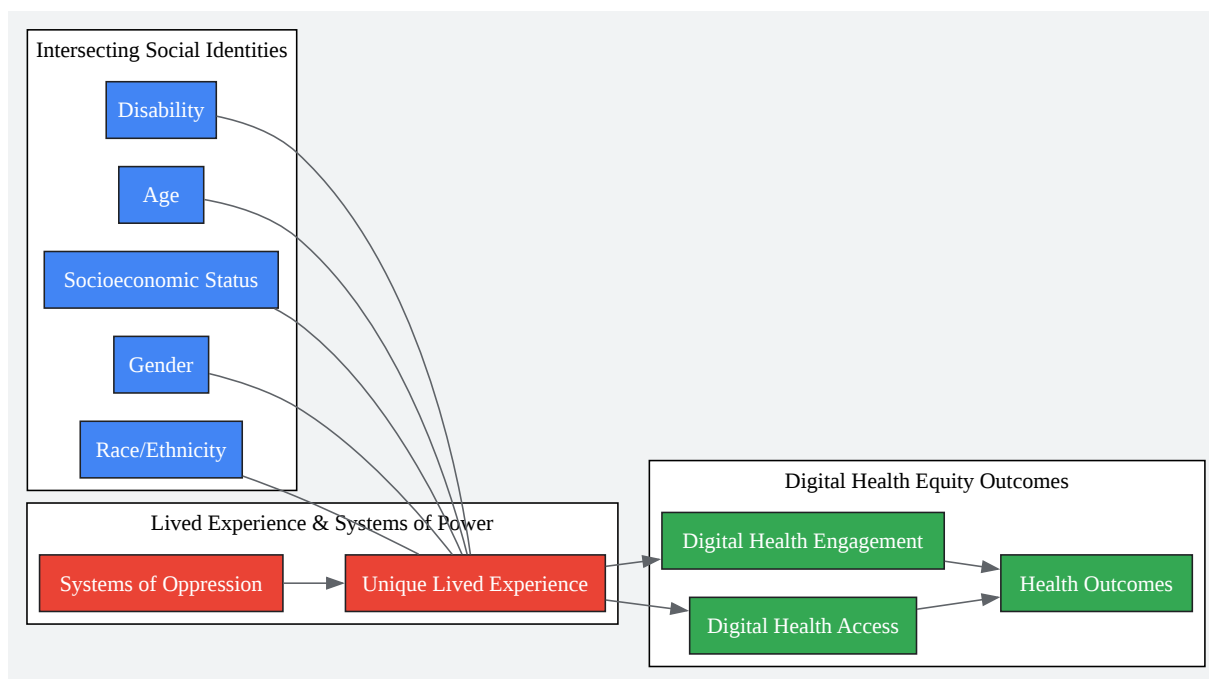 Intersecting Social Identities
Disability
Age
Socioeconomic Status
Gender
Race/Ethnicity
Lived Experience & Systems of Power
Systems of Oppression
Unique Lived Experience
Digital Health Equity Outcomes
Digital Health Engagement
Digital Health Access
Health Outcomes